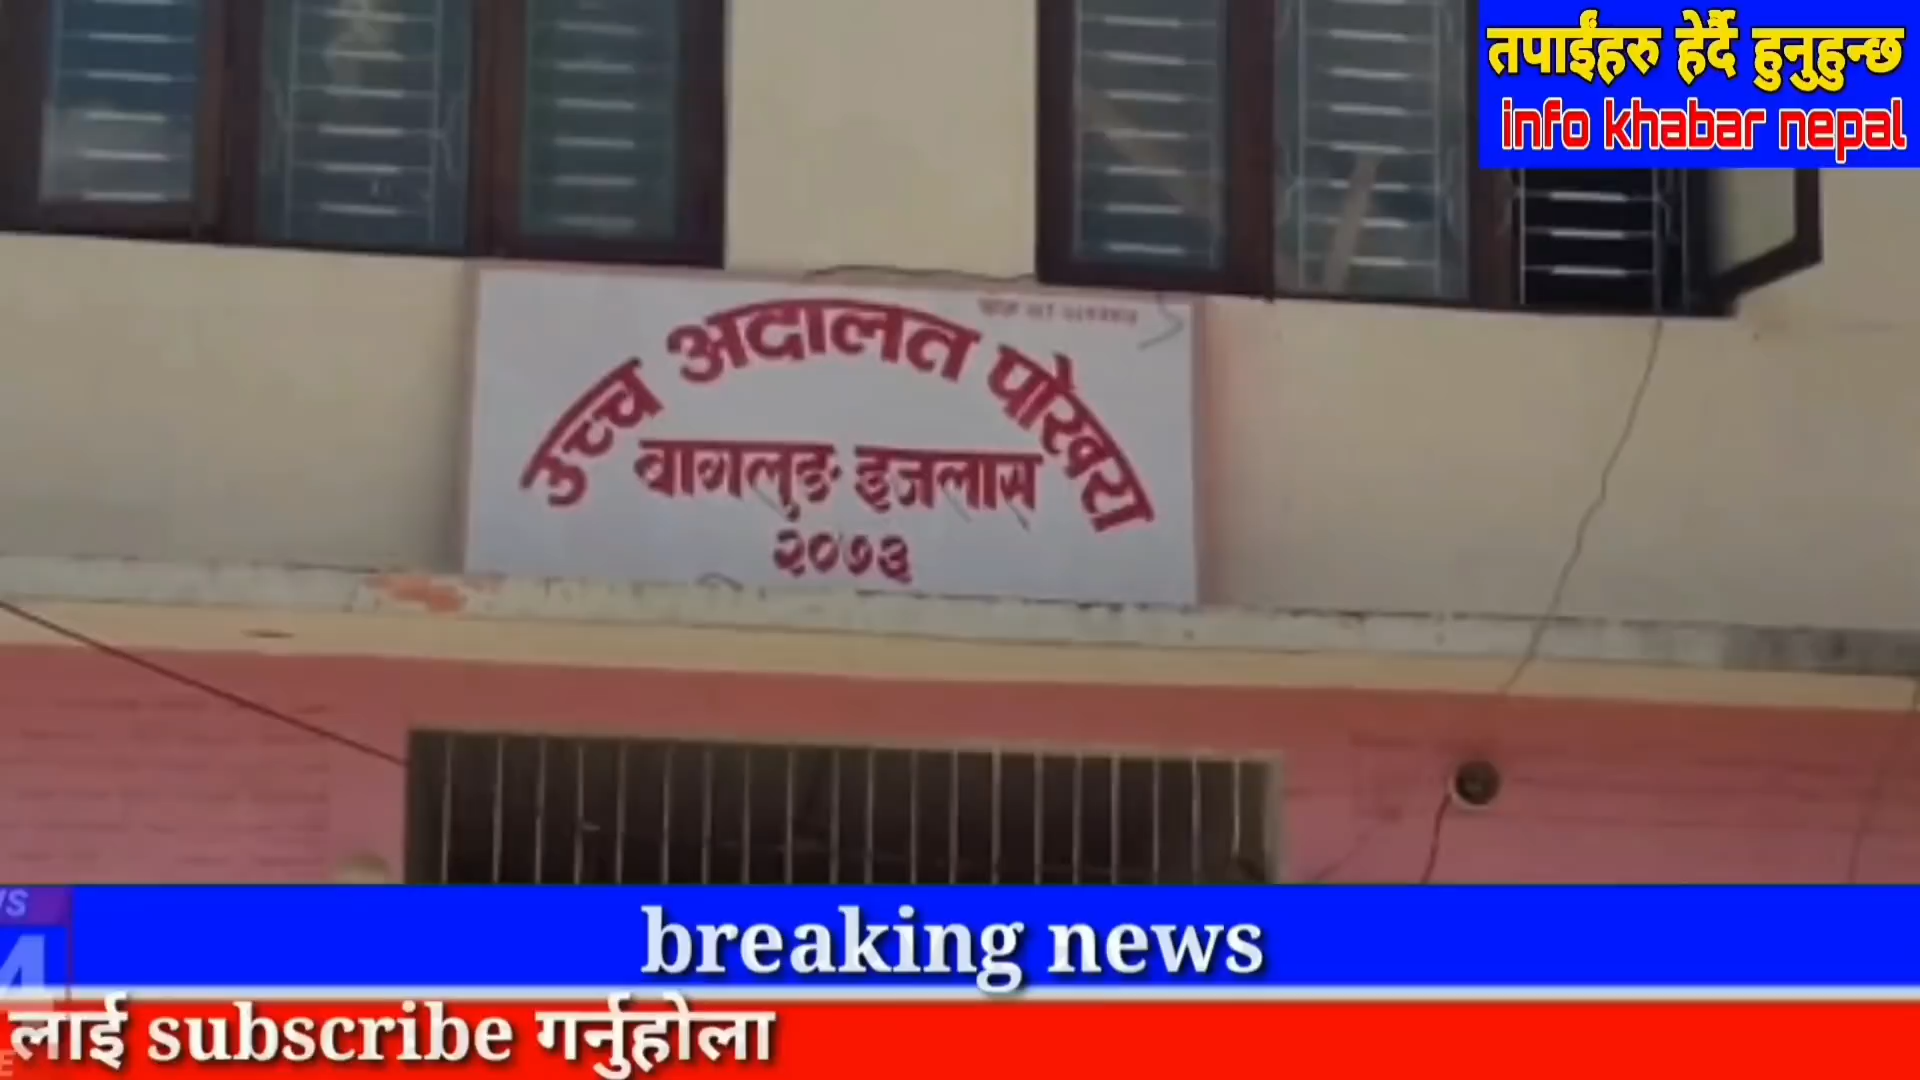 तपाईंहरु हेर्दै हुनुहुन्छ
info khabar nepal
उच्च अदालत पोखरा
बागलुङ इजलास
२०७३
breaking news
लाई subscribe गर्नुहोला